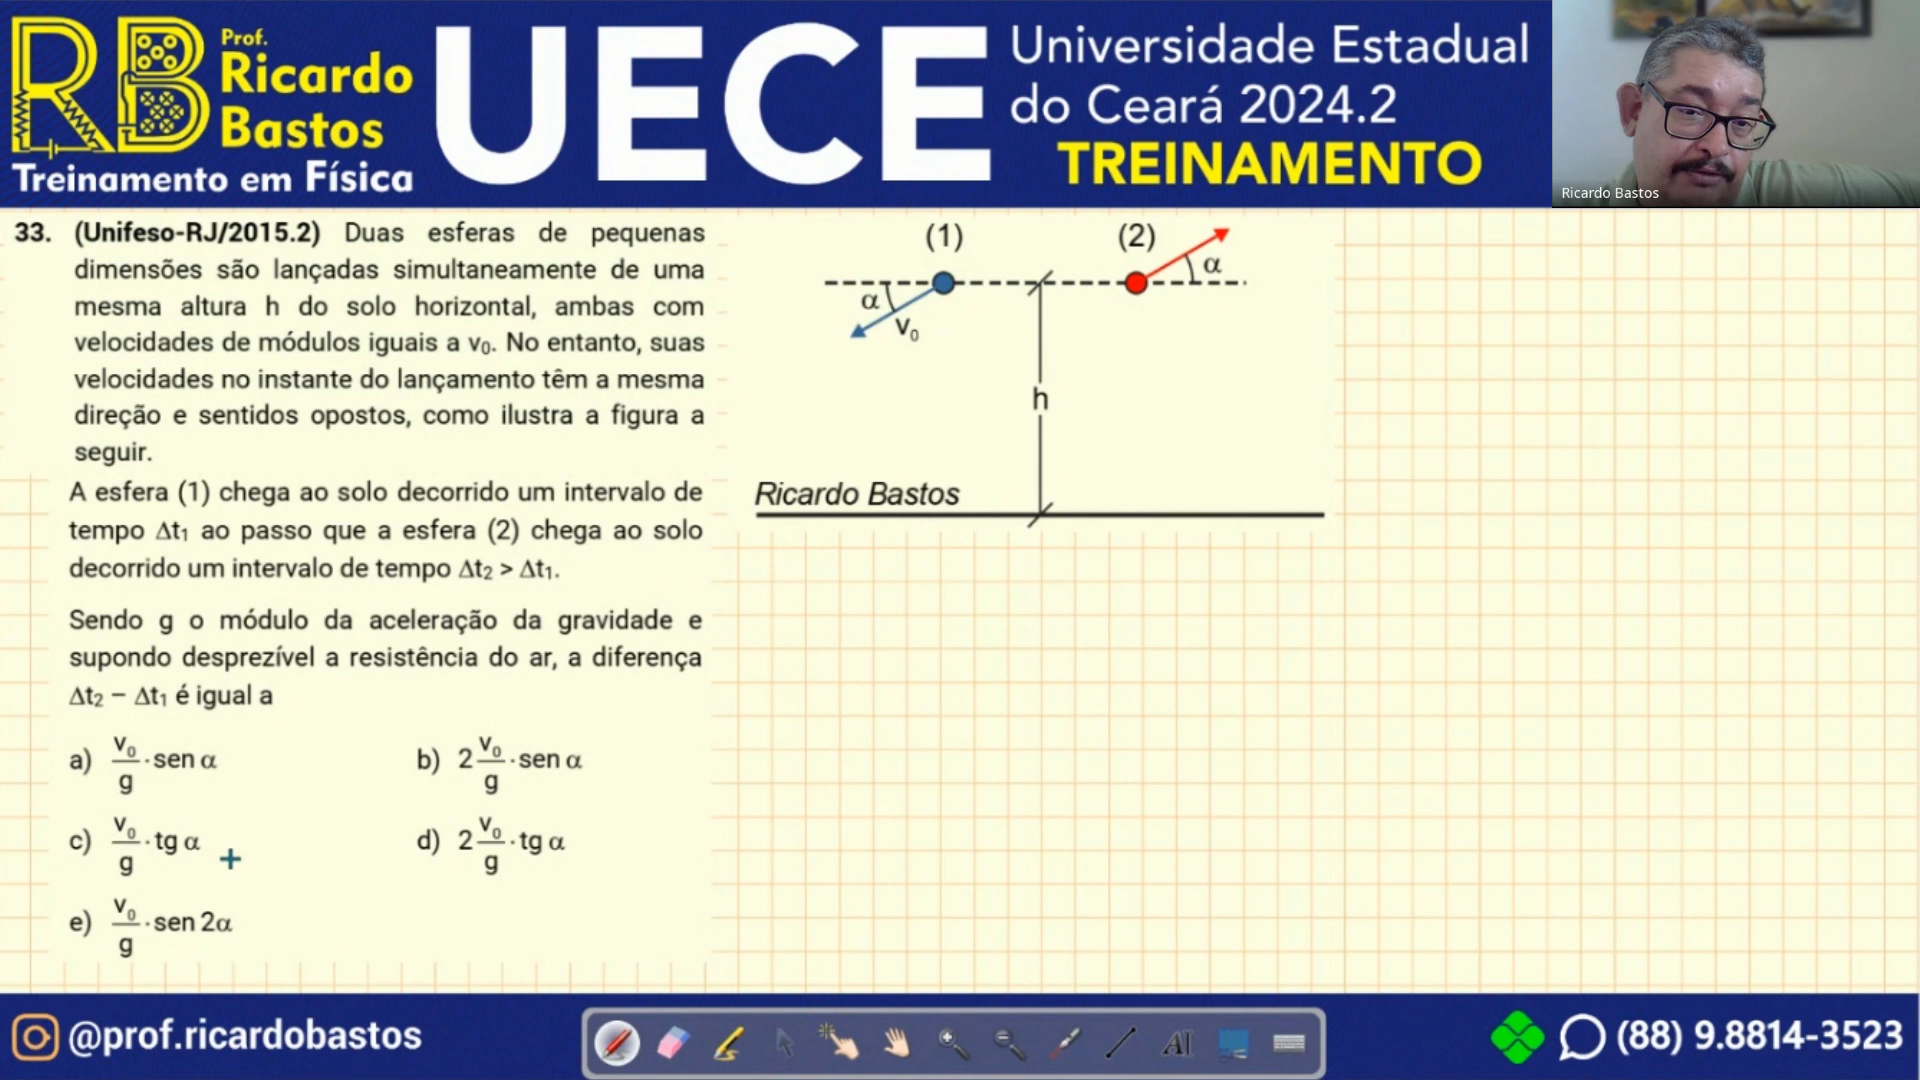 RB
Prof.
Ricardo
Bastos
Treinamento em Física
UECE
Universidade Estadual
do Ceará 2024.2
TREINAMENTO
Ricardo Bastos
33. (Unifeso-RJ/2015.2) Duas esferas de pequenas
dimensões são lançadas simultaneamente de uma
mesma altura h do solo horizontal, ambas com
velocidades de módulos iguais a v₀. No entanto, suas
velocidades no instante do lançamento têm a mesma
direção e sentidos opostos, como ilustra a figura a
seguir.
A esfera (1) chega ao solo decorrido um intervalo de
tempo Δt₁ ao passo que a esfera (2) chega ao solo
decorrido um intervalo de tempo Δt₂ > Δt₁.
Sendo g o módulo da aceleração da gravidade e
supondo desprezível a resistência do ar, a diferença
Δt₂ − Δt₁ é igual a
a) v₀/g · sen α b) 2 v₀/g · sen α
c) v₀/g · tg α d) 2 v₀/g · tg α
e) v₀/g · sen 2α
(1) (2)
α v₀ α
h
Ricardo Bastos
@prof.ricardobastos
AI
(88) 9.8814-3523